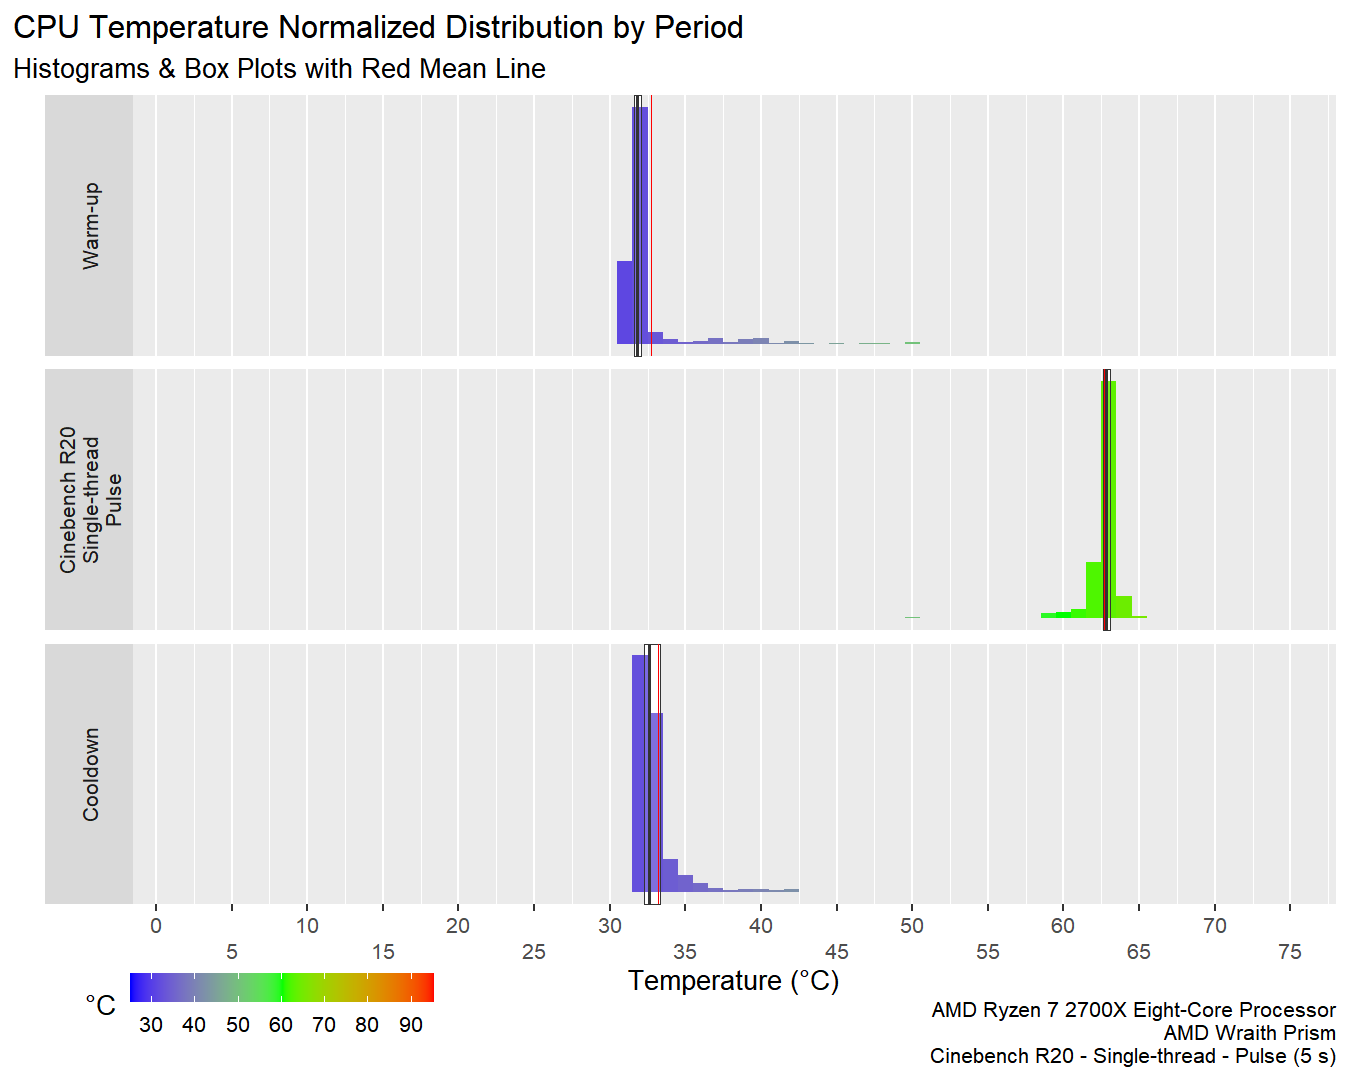 CPU Temperature Normalized Distribution by Period
Histograms & Box Plots with Red Mean Line
Warm-up
Cinebench R20
Single-thread
Pulse
Cooldown
0 10 20 30 40 50 60 70
5 15 25 35 45 55 65 75
Temperature (°C)
°C
30 40 50 60 70 80 90
AMD Ryzen 7 2700X Eight-Core Processor
AMD Wraith Prism
Cinebench R20 - Single-thread - Pulse (5 s)